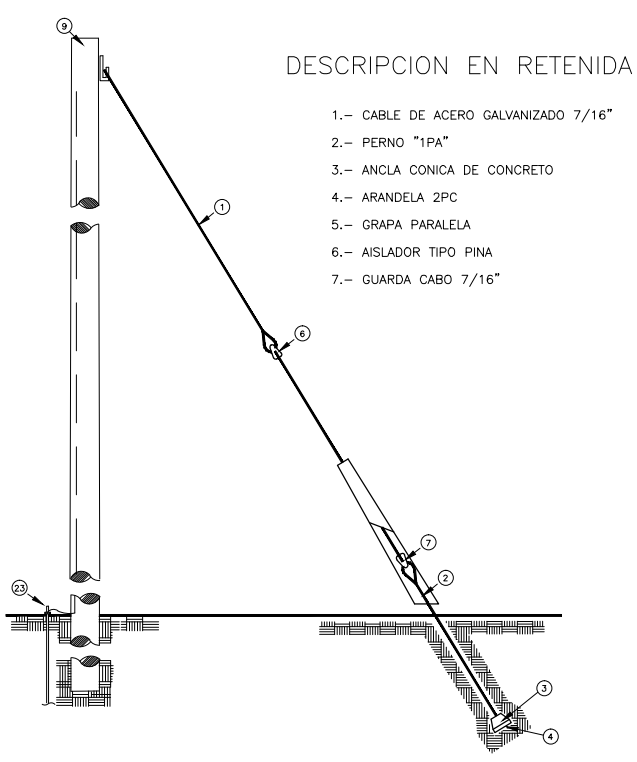 9
DESCRIPCION EN RETENIDA
1.- CABLE DE ACERO GALVANIZADO 7/16"
2.- PERNO "1PA"
3.- ANCLA CONICA DE CONCRETO
4.- ARANDELA 2PC
5.- GRAPA PARALELA
6.- AISLADOR TIPO PINA
7.- GUARDA CABO 7/16"
1
6
7
2
23
3
4